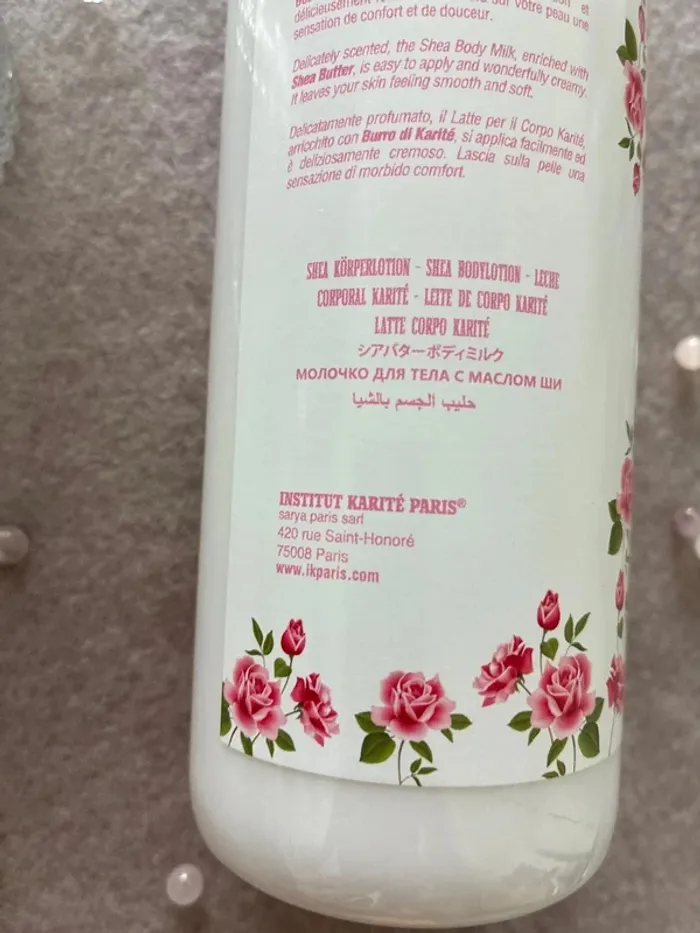 délicieusement
sur votre peau une
sensation de confort et de douceur.
Delicately scented, the Shea Body Milk, enriched with
Shea Butter, is easy to apply and wonderfully creamy.
It leaves your skin feeling smooth and soft.
Delicatamente profumato, il Latte per il Corpo Karité,
arricchito con Burro di Karité, si applica facilmente ed
è deliziosamente cremoso. Lascia sulla pelle una
sensazione di morbido comfort.
SHEA KÖRPERLOTION - SHEA BODYLOTION - LECHE
CORPORAL KARITÉ - LEITE DE CORPO KARITÉ
LATTE CORPO KARITÉ
シアバターボディミルク
МОЛОЧКО ДЛЯ ТЕЛА С МАСЛОМ ШИ
حليب الجسم بالشيا
INSTITUT KARITÉ PARIS®
sarya paris sarl
420 rue Saint-Honoré
75008 Paris
www.ikparis.com